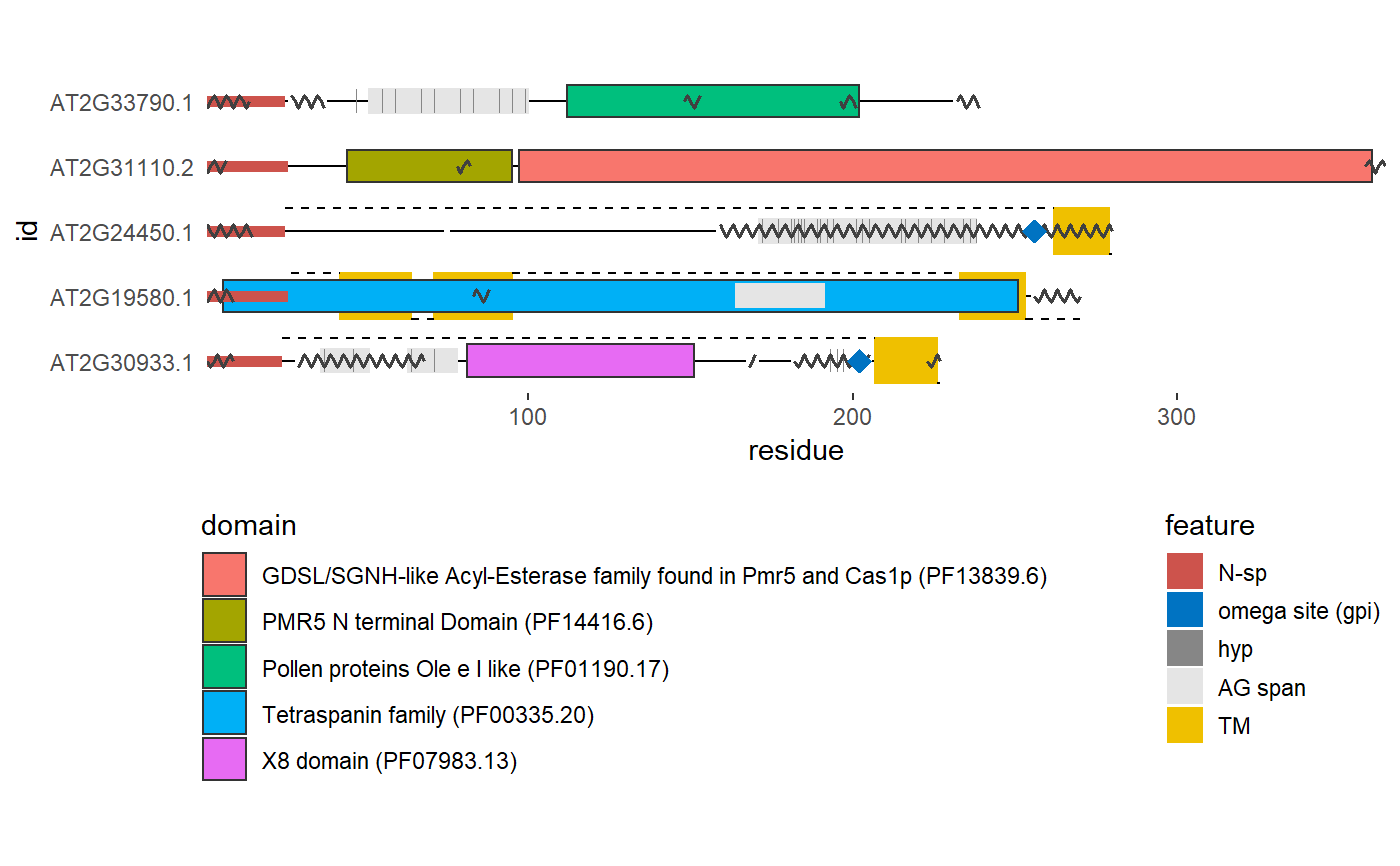 AT2G33790.1
AT2G31110.2
AT2G24450.1
AT2G19580.1
AT2G30933.1
id
100 200 300
residue
domain
GDSL/SGNH-like Acyl-Esterase family found in Pmr5 and Cas1p (PF13839.6)
PMR5 N terminal Domain (PF14416.6)
Pollen proteins Ole e I like (PF01190.17)
Tetraspanin family (PF00335.20)
X8 domain (PF07983.13)
feature
N-sp
omega site (gpi)
hyp
AG span
TM